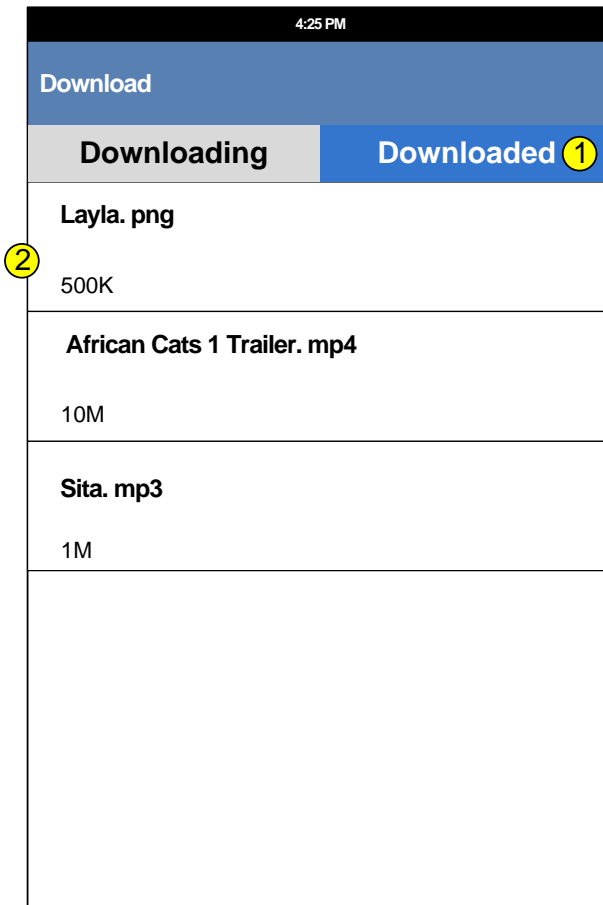 4:25 PM
Download
Downloading Downloaded 1
Layla. png
2
500K
African Cats 1 Trailer. mp4
10M
Sita. mp3
1M